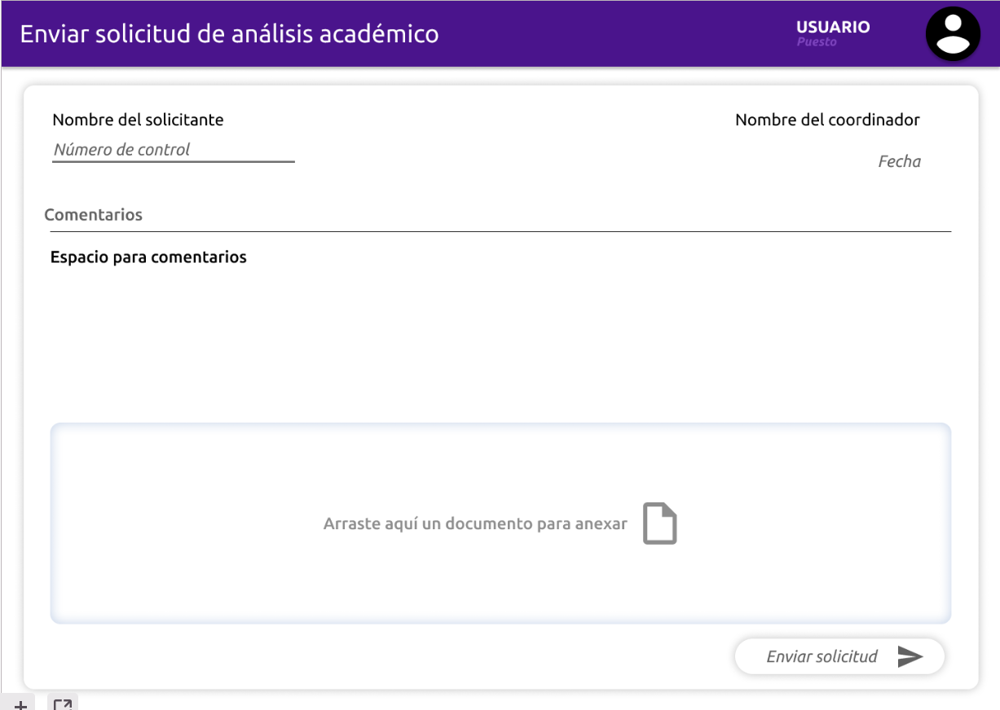 Enviar solicitud de análisis académico
USUARIO
Puesto
Nombre del solicitante
Nombre del coordinador
Número de control
Fecha
Comentarios
Espacio para comentarios
Arraste aquí un documento para anexar
Enviar solicitud